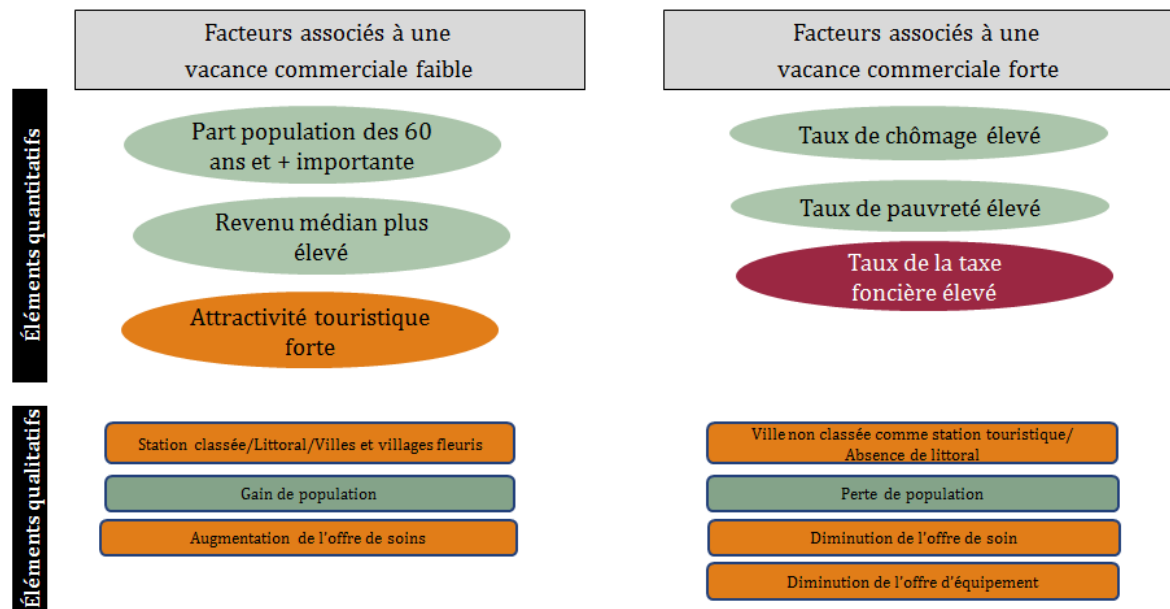 Facteurs associés à une
vacance commerciale faible
Facteurs associés à une
vacance commerciale forte
Éléments quantitatifs
Part population des 60
ans et + importante
Revenu médian plus
élevé
Attractivité touristique
forte
Taux de chômage élevé
Taux de pauvreté élevé
Taux de la taxe
foncière élevé
Éléments qualitatifs
Station classée/Littoral/Villes et villages fleuris
Gain de population
Augmentation de l'offre de soins
Ville non classée comme station touristique/
Absence de littoral
Perte de population
Diminution de l'offre de soin
Diminution de l'offre d'équipement